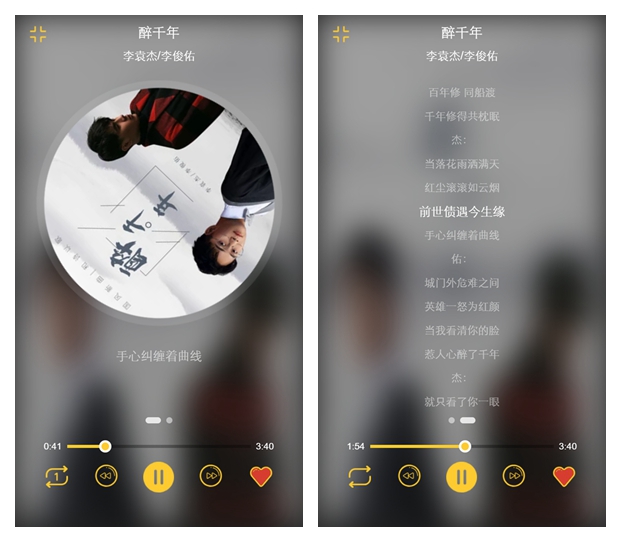 醉千年
李袁杰/李俊佑
醉千年
手心纠缠着曲线
0:41
3:40
1
醉千年
李袁杰/李俊佑
百年修 同船渡
千年修得共枕眠
杰：
当落花雨洒满天
红尘滚滚如云烟
前世债遇今生缘
手心纠缠着曲线
佑：
城门外危难之间
英雄一怒为红颜
当我看清你的脸
惹人心醉了千年
杰：
就只看了你一眼
1:54
3:40